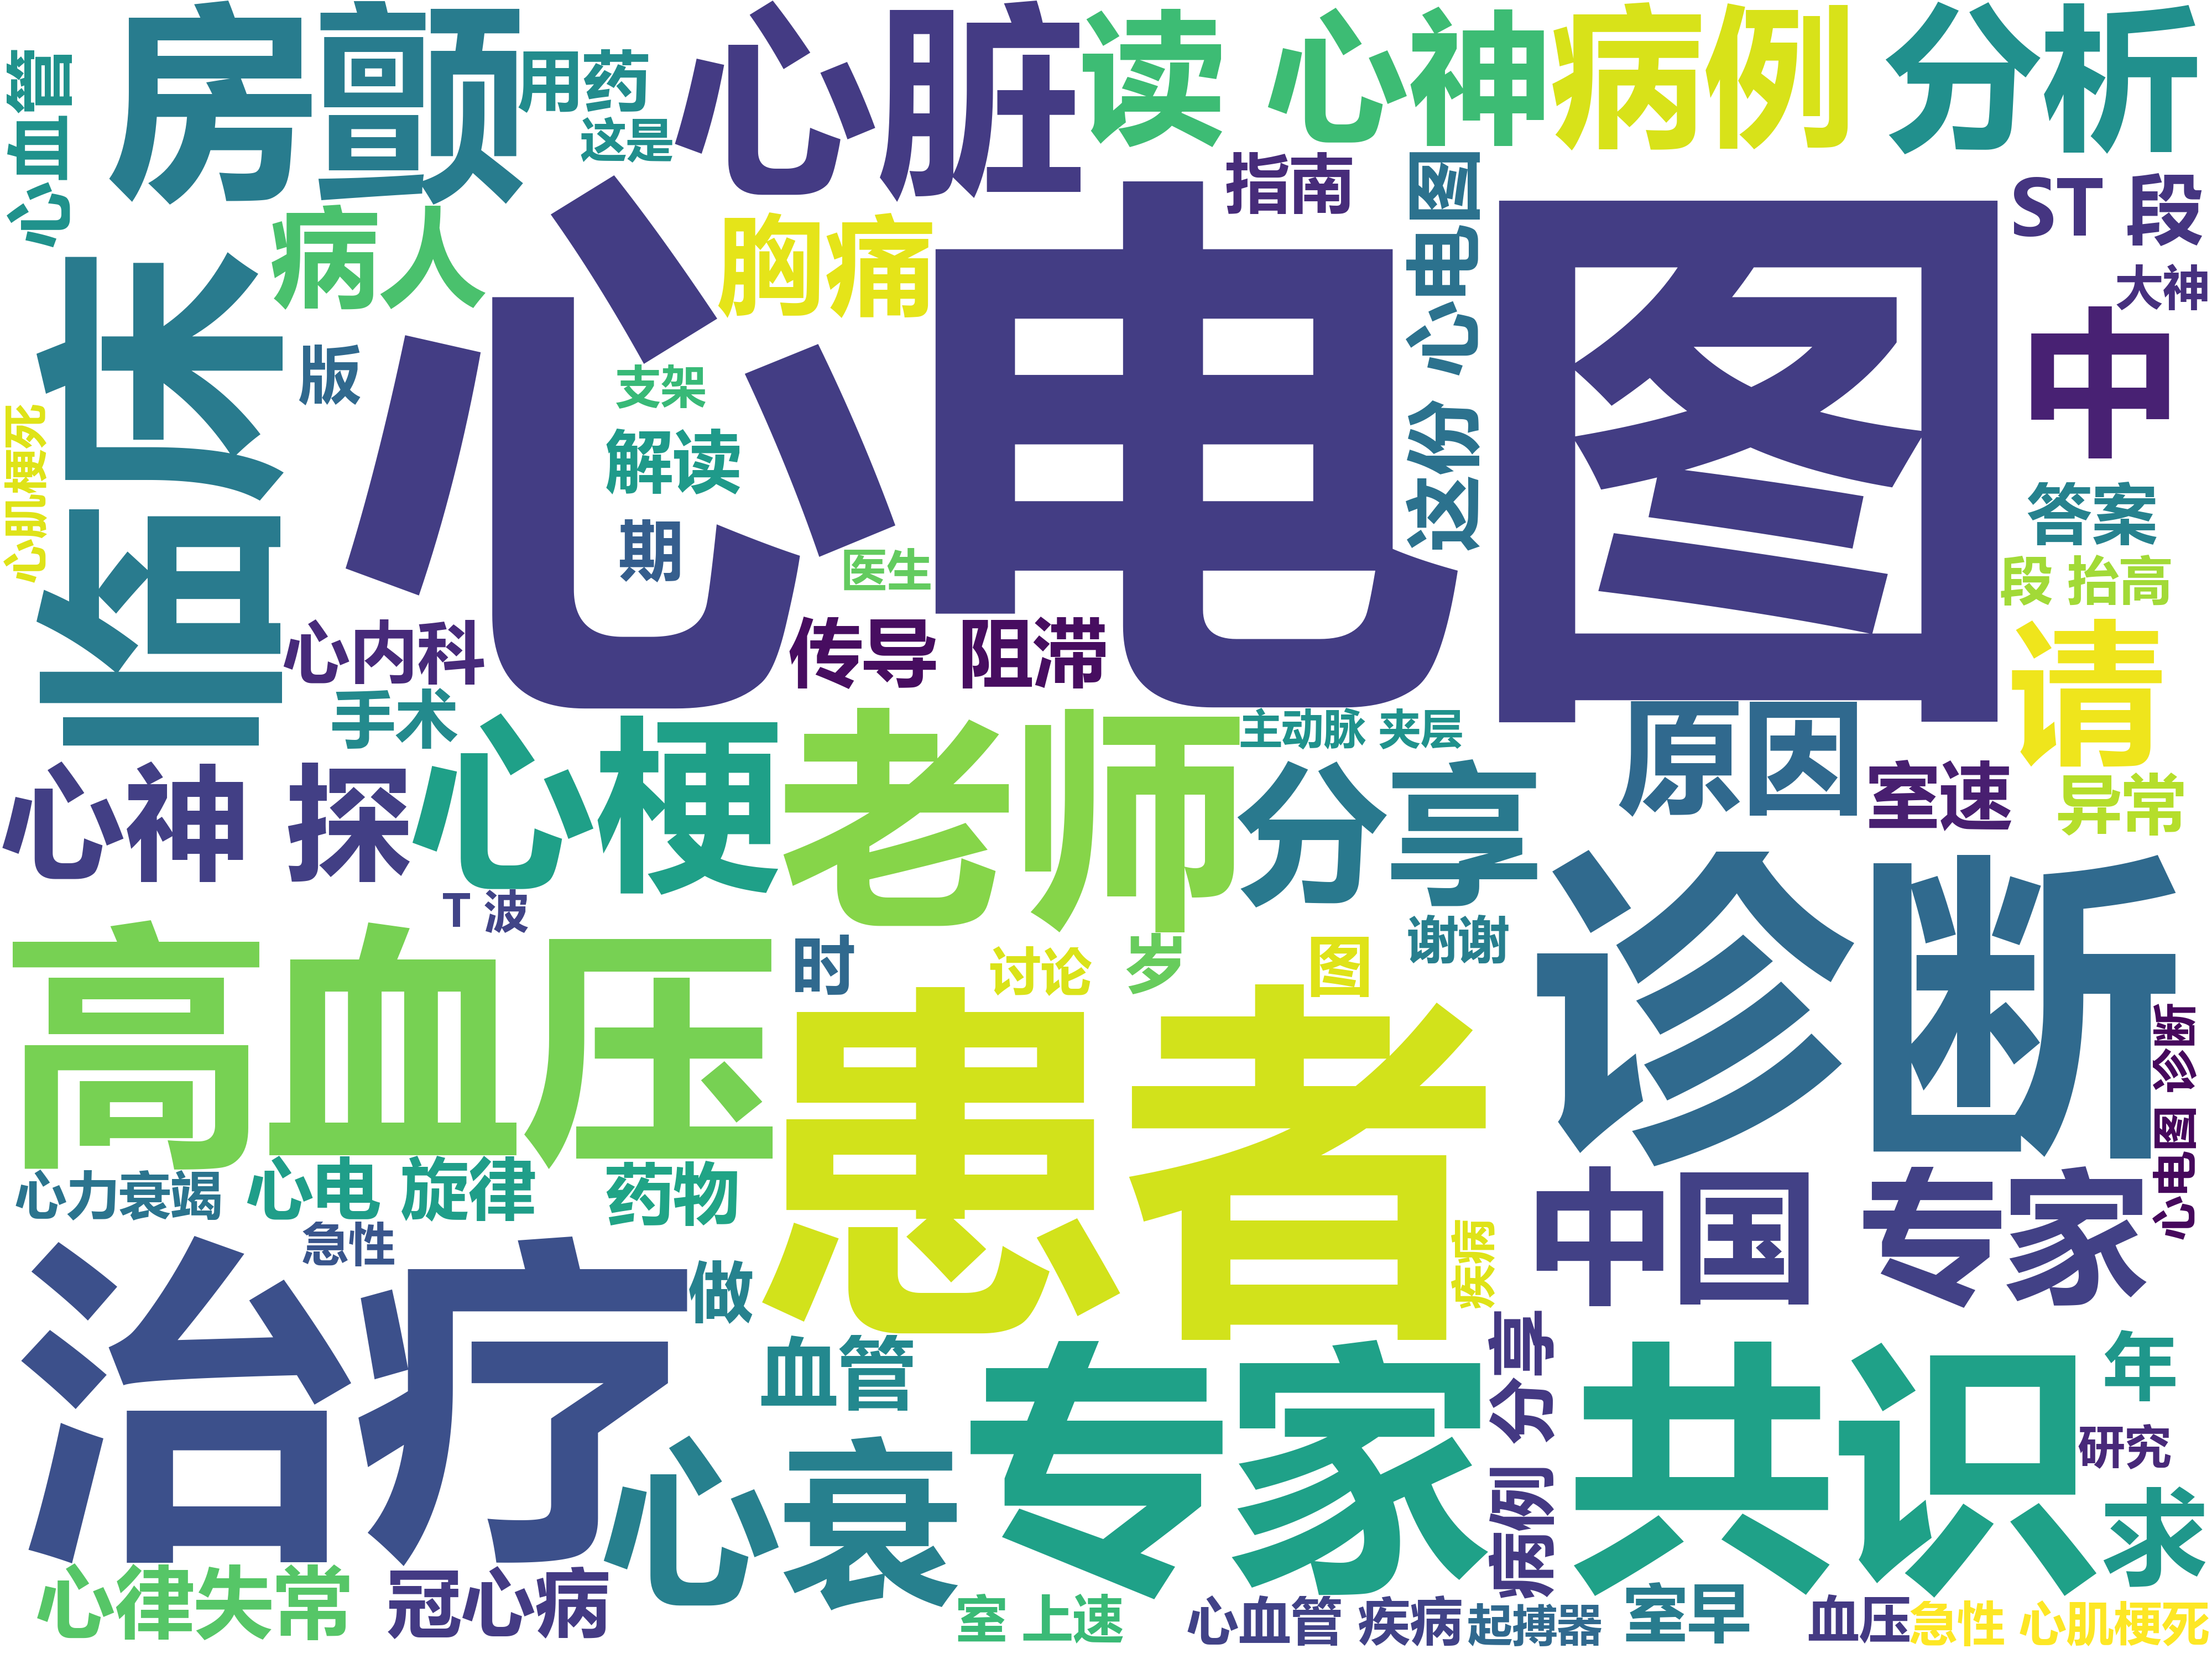 心血管
房颤
用药
这是
心脏
读 心神
病例
分析
病人
胸痛
指南
这份 心电图
ST 段
大神
中
临床
版
心电图
支架
解读
期
医生
心肌梗死
答案
段 抬高
请
心内科
手术
传导 阻滞
主动脉 夹层
原因
室速
异常
心神 探
心梗
老师
分享
T 波
谢谢
时
讨论
岁
图
高血压
患者
诊断
心电图 诊断
心力衰竭
心电 旋律
药物
急性
中国 专家
疾病
治疗
做
血管
专家
共识
年
研究
求
心衰
病例 分享
心律失常
冠心病
室 上速
心血管 疾病
起搏器
室早
血压
急性 心肌梗死